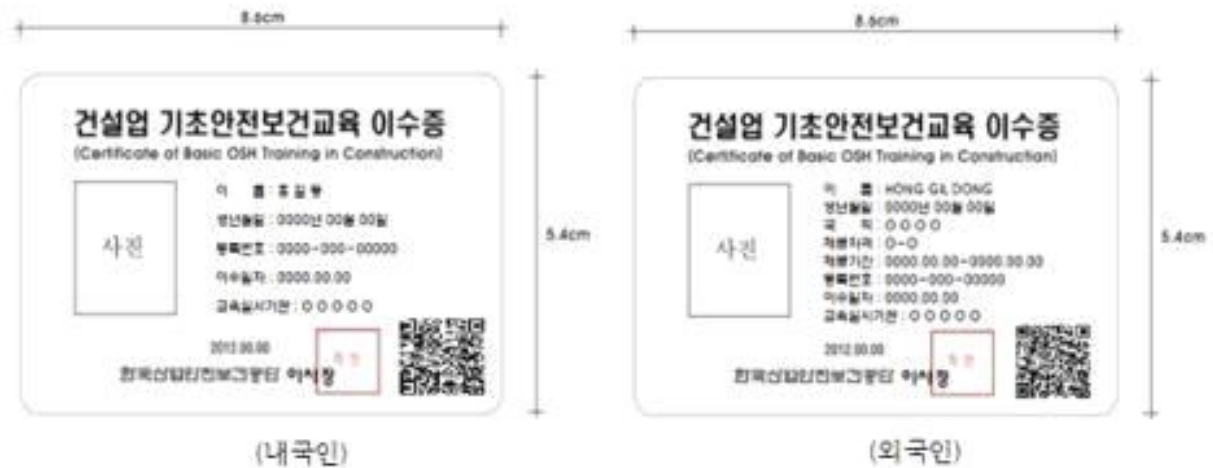 8.6cm
건설업 기초안전보건교육 이수증
(Certificate of Basic OSH Training in Construction)
사진
이 름 : 홍길동
생년월일 : 0000년 00월 00일
등록번호 : 0000-000-00000
이수일자 : 0000.00.00
교육실시기관 : O O O O O
2012.00.00
한국산업안전보건공단 이사장
직인
5.4cm
(내국인)
8.6cm
건설업 기초안전보건교육 이수증
(Certificate of Basic OSH Training in Construction)
사진
이 름 : HONG GIL DONG
생년월일 : 0000년 00월 00일
국 적 : O O O O
체류자격 : O-O
체류기간 : 0000.00.00~0000.00.00
등록번호 : 0000-000-00000
이수일자 : 0000.00.00
교육실시기관 : O O O O O
2012.00.00
한국산업안전보건공단 이사장
직인
5.4cm
(외국인)